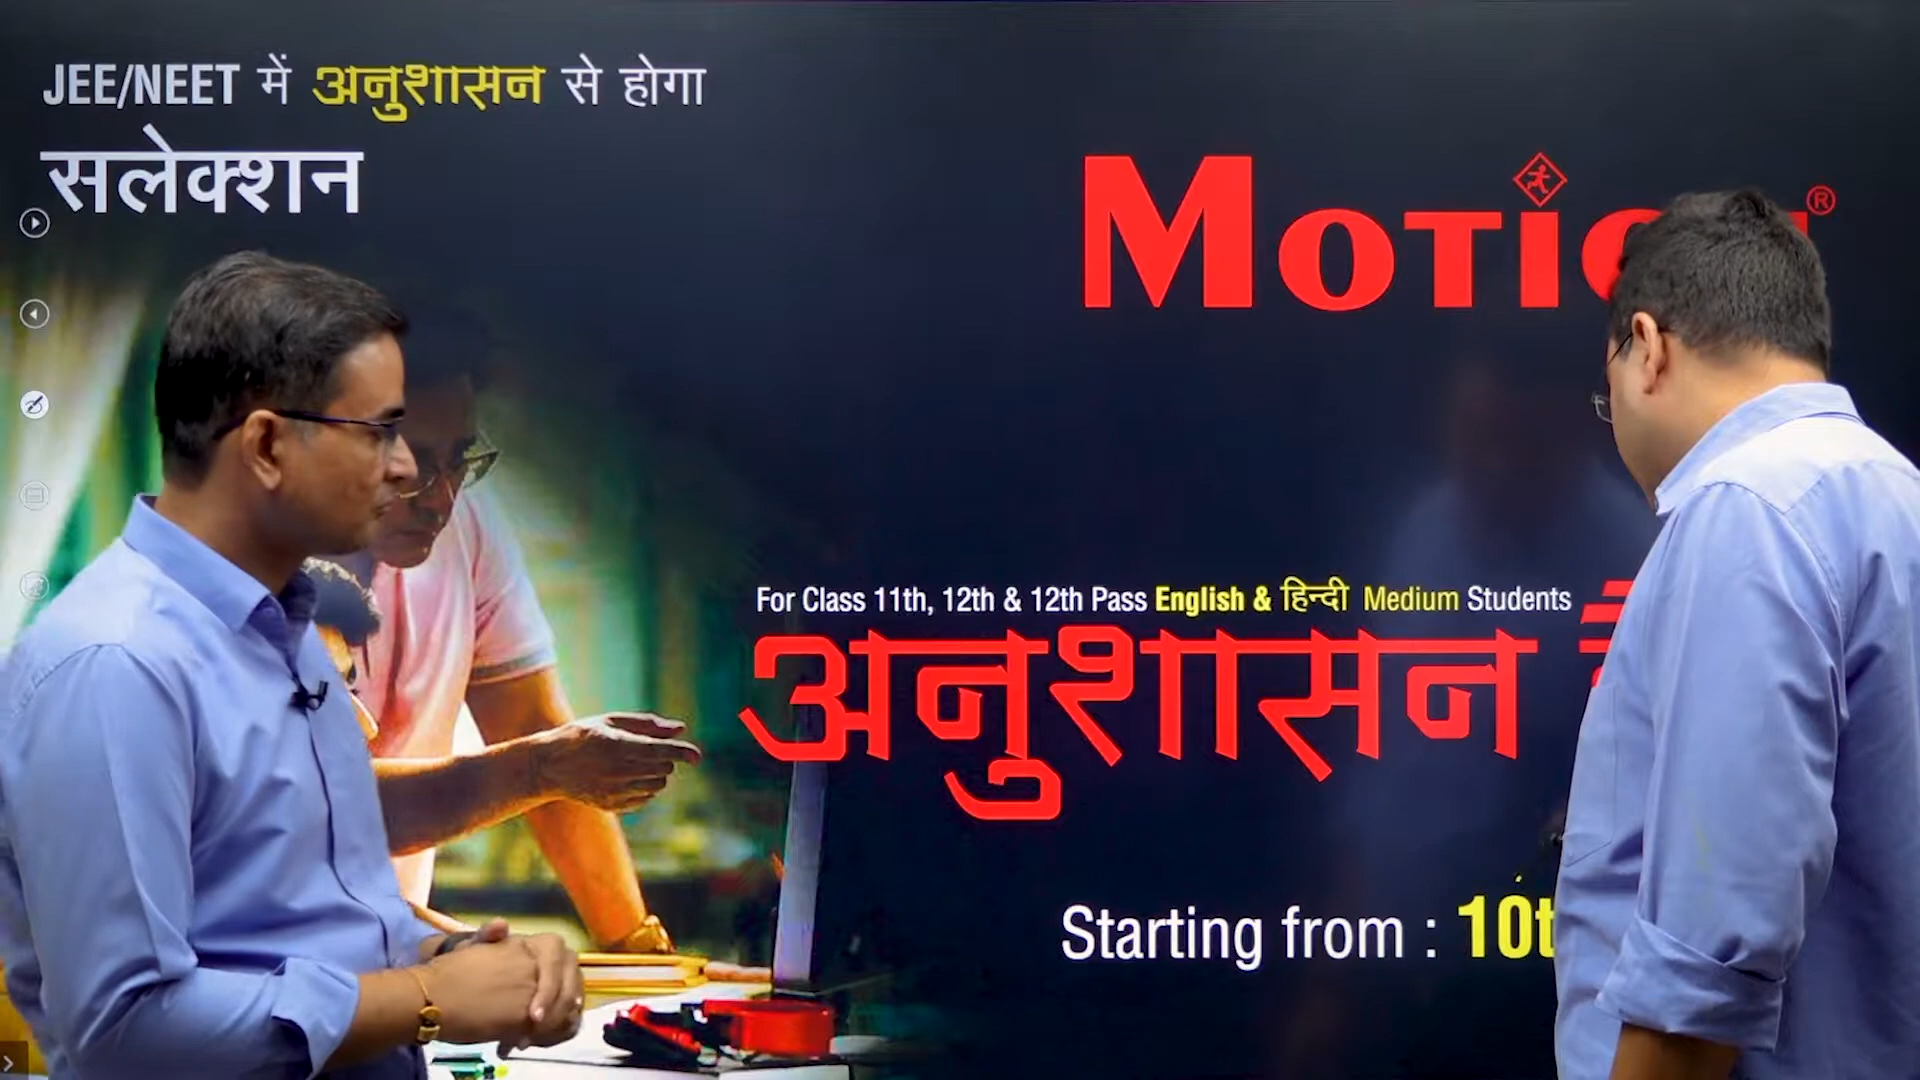 JEE/NEET में अनुशासन से होगा
सलेक्शन
®
For Class 11th, 12th & 12th Pass English & हिन्दी Medium Students
अनुशासन
Starting from :